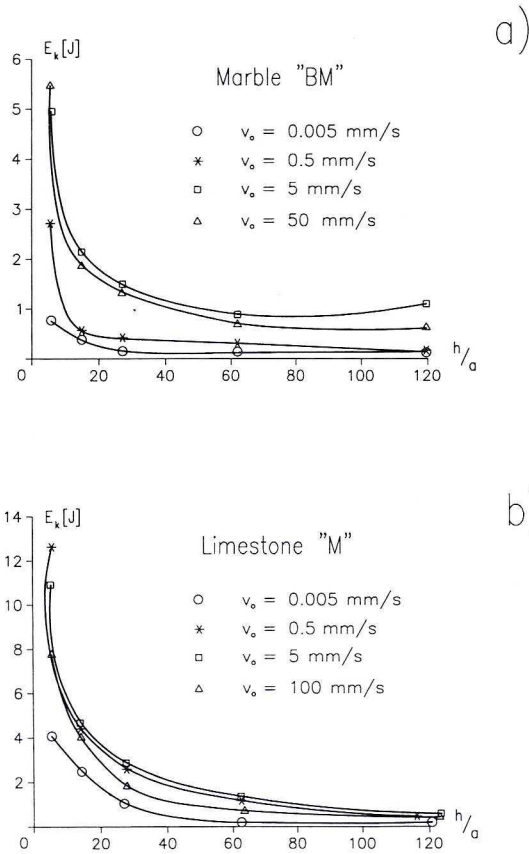 a)
E_k[J]
Marble "BM"
v_o = 0.005 mm/s
v_o = 0.5 mm/s
v_o = 5 mm/s
v_o = 50 mm/s
6
5
4
3
2
1
0
20
40
60
80
100
120
h/a
b
E_k[J]
Limestone "M"
v_o = 0.005 mm/s
v_o = 0.5 mm/s
v_o = 5 mm/s
v_o = 100 mm/s
14
12
10
8
6
4
2
0
0
20
40
60
80
100
120
h/a